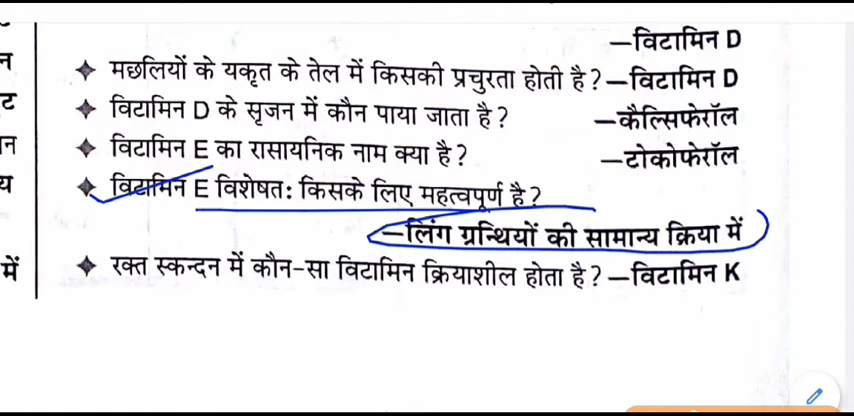 —विटामिन D
न
मछलियों के यकृत के तेल में किसकी प्रचुरता होती है? —विटामिन D
ट
विटामिन D के सृजन में कौन पाया जाता है? —कैल्सिफेरॉल
न
विटामिन E का रासायनिक नाम क्या है? —टोकोफेरॉल
य
विटामिन E विशेषत: किसके लिए महत्वपूर्ण है?
—लिंग ग्रन्थियों की सामान्य क्रिया में
में
रक्त स्कन्दन में कौन-सा विटामिन क्रियाशील होता है? —विटामिन K